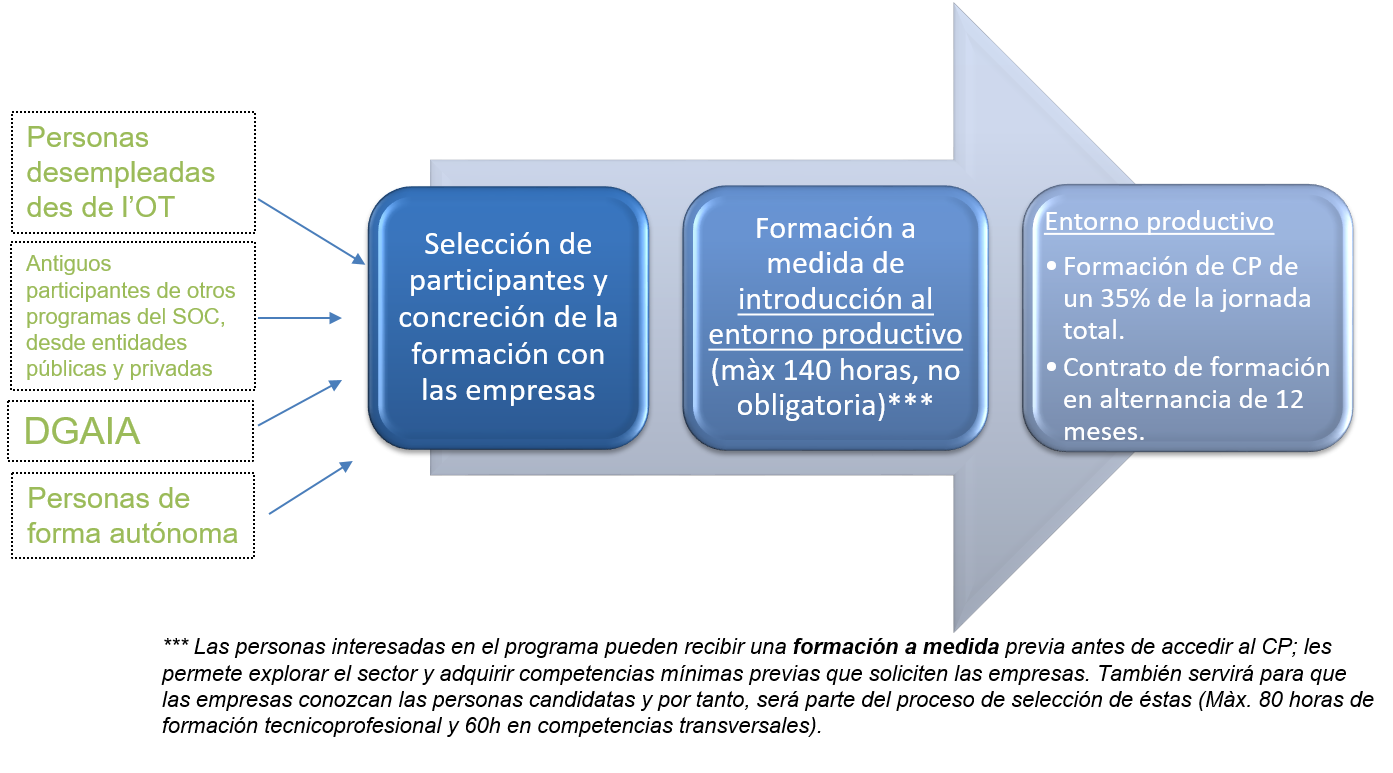 Personas
desempleadas
des de l’OT
Antiguos
participantes de otros
programas del SOC,
desde entidades
públicas y privadas
DGAIA
Personas de
forma autónoma
Selección de
participantes y
concreción de la
formación con
las empresas
Formación a
medida de
introducción al
entorno productivo
(màx 140 horas, no
obligatoria)***
Entorno productivo
• Formación de CP de
un 35% de la jornada
total.
• Contrato de formación
en alternancia de 12
meses.
*** Las personas interesadas en el programa pueden recibir una formación a medida previa antes de accedir al CP; les
permete explorar el sector y adquirir competencias mínimas previas que soliciten las empresas. También servirá para que
las empresas conozcan las personas candidatas y por tanto, será parte del proceso de selección de éstas (Màx. 80 horas de
formación tecnicoprofesional y 60h en competencias transversales).